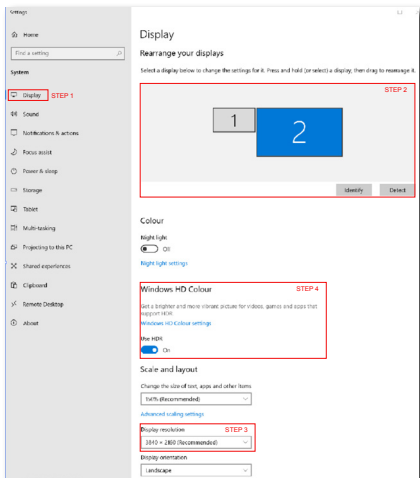 Settings
Home
Find a setting
System
Display STEP 1
Sound
Notifications & actions
Focus assist
Power & sleep
Storage
Tablet
Multi-tasking
Projecting to this PC
Shared experiences
Clipboard
Remote Desktop
About
Display
Rearrange your displays
Select a display below to change the settings for it. Press and hold (or select) a display, then drag to rearrange it.
STEP 2
1 2
Identify Detect
Colour
Night light
Off
Night light settings
Windows HD Colour STEP 4
Get a brighter and more vibrant picture for videos, games and apps that
support HDR.
Windows HD Colour settings
Use HDR
On
Scale and layout
Change the size of text, apps and other items
(Recommended)
Advanced scaling settings
Display resolution STEP 3
3840 × 2160 (Recommended)
Display orientation
Landscape